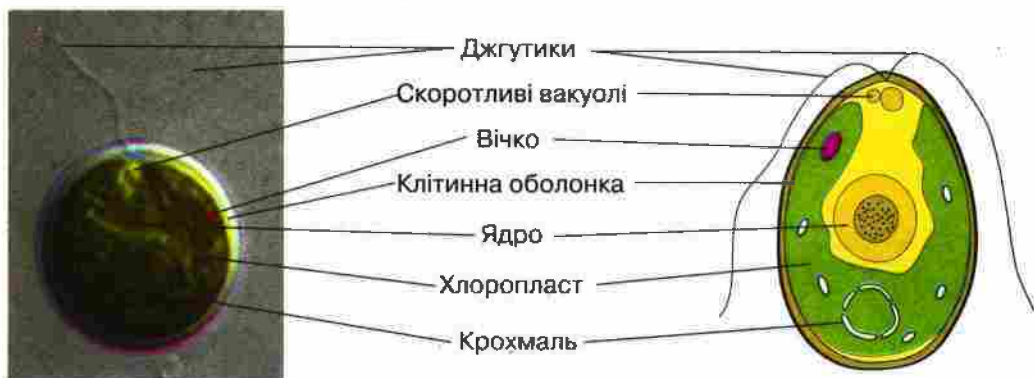 Джгутики
Скоротливі вакуолі
Вічко
Клітинна оболонка
Ядро
Хлоропласт
Крохмаль